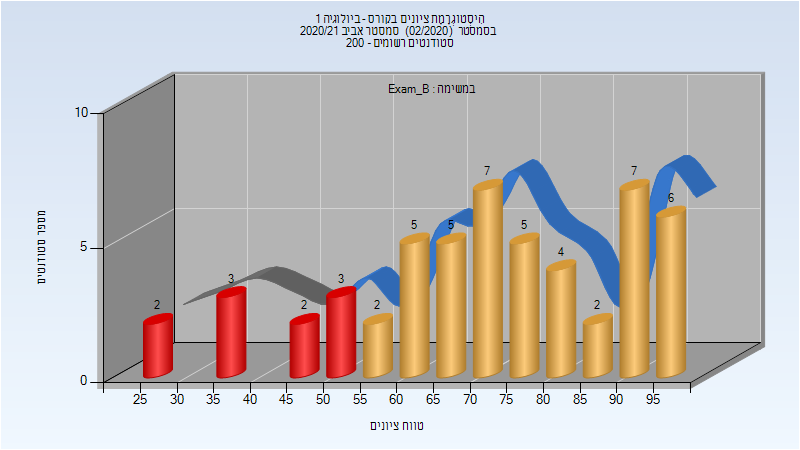 היסטוגרמת ציונים בקורס - ביולוגיה 1
בסמסטר (02/2020) סמסטר אביב 2020/21
סטודנטים רשומים - 200
במשימה : Exam_B
מספר סטודנטים
10
5
0
2
3
2
3
2
5
5
7
5
4
2
7
6
25 30 35 40 45 50 55 60 65 70 75 80 85 90 95
טווח ציונים